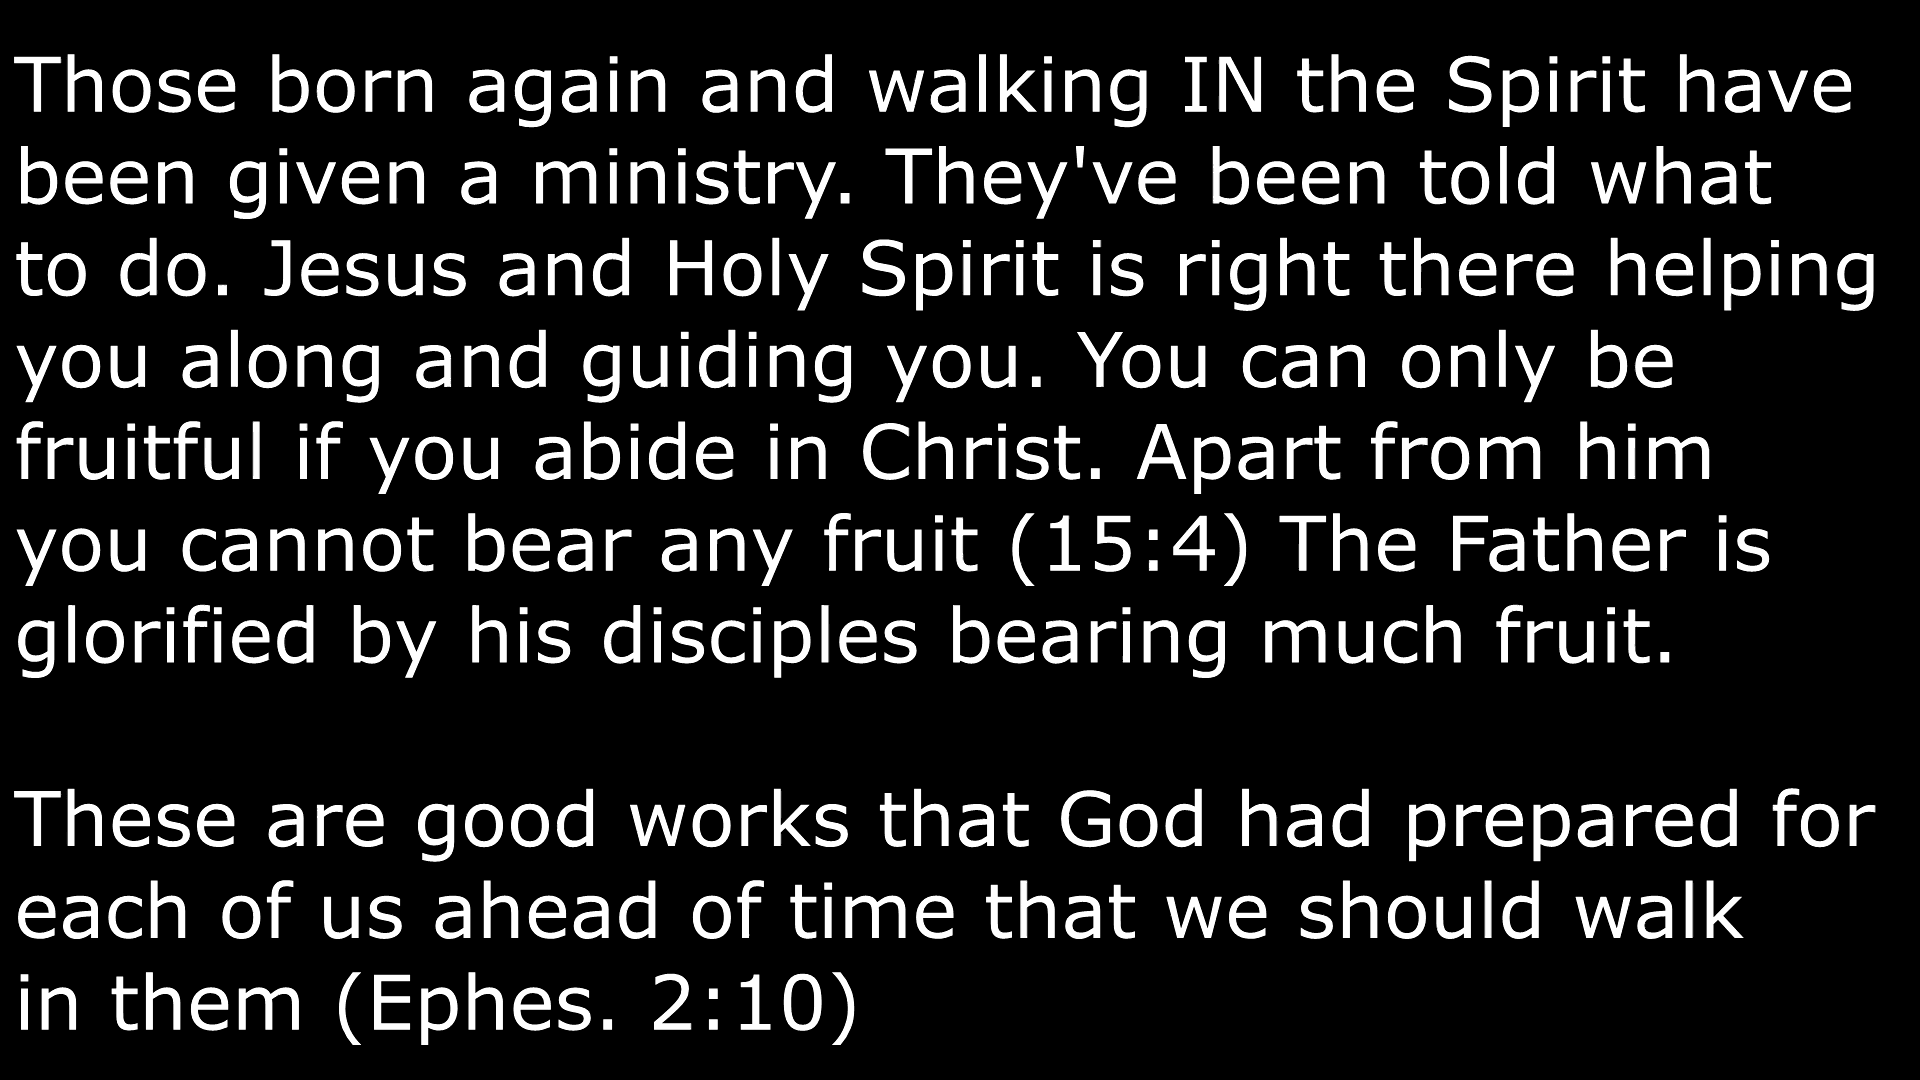 Those born again and walking IN the Spirit have
been given a ministry. They've been told what
to do. Jesus and Holy Spirit is right there helping
you along and guiding you. You can only be
fruitful if you abide in Christ. Apart from him
you cannot bear any fruit (15:4) The Father is
glorified by his disciples bearing much fruit.
These are good works that God had prepared for
each of us ahead of time that we should walk
in them (Ephes. 2:10)